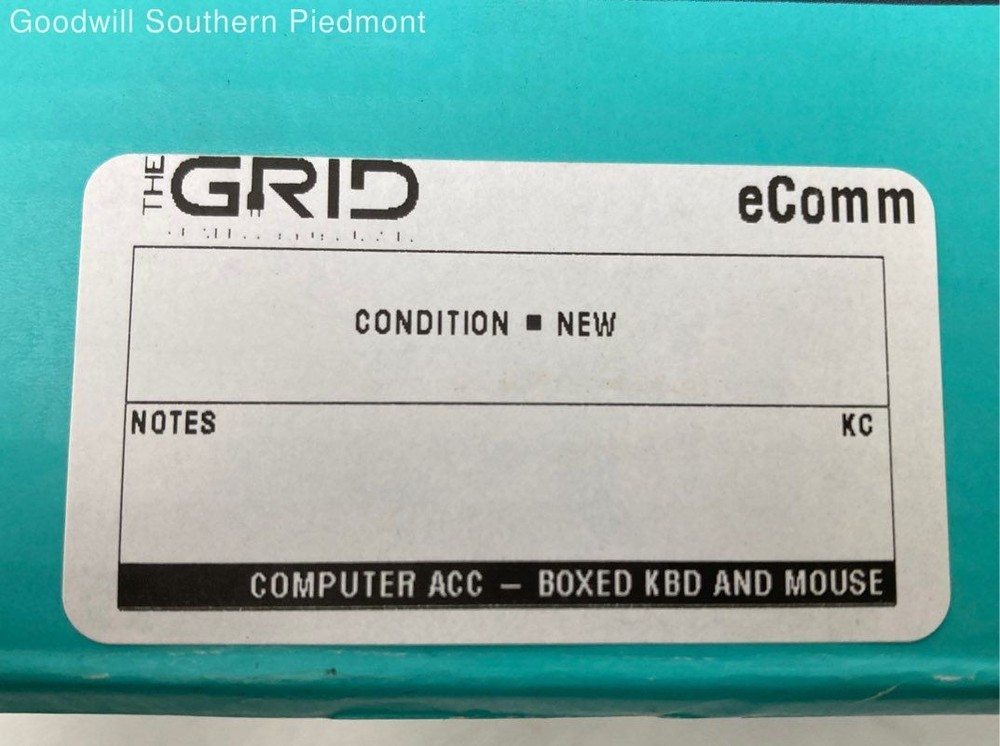 Goodwill Southern Piedmont
THE GRID
eComm
CONDITION ▪ NEW
NOTES
KC
COMPUTER ACC – BOXED KBD AND MOUSE